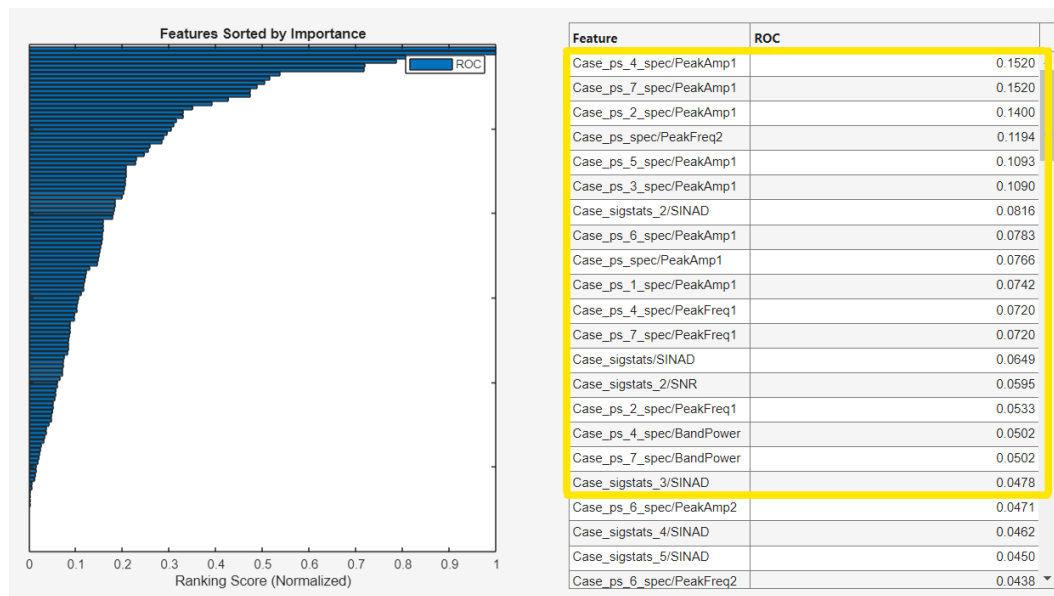 Features Sorted by Importance
ROC
0 0.1 0.2 0.3 0.4 0.5 0.6 0.7 0.8 0.9 1
Ranking Score (Normalized)
Feature ROC
Case_ps_4_spec/PeakAmp1 0.1520
Case_ps_7_spec/PeakAmp1 0.1520
Case_ps_2_spec/PeakAmp1 0.1400
Case_ps_spec/PeakFreq2 0.1194
Case_ps_5_spec/PeakAmp1 0.1093
Case_ps_3_spec/PeakAmp1 0.1090
Case_sigstats_2/SINAD 0.0816
Case_ps_6_spec/PeakAmp1 0.0783
Case_ps_spec/PeakAmp1 0.0766
Case_ps_1_spec/PeakAmp1 0.0742
Case_ps_4_spec/PeakFreq1 0.0720
Case_ps_7_spec/PeakFreq1 0.0720
Case_sigstats/SINAD 0.0649
Case_sigstats_2/SNR 0.0595
Case_ps_2_spec/PeakFreq1 0.0533
Case_ps_4_spec/BandPower 0.0502
Case_ps_7_spec/BandPower 0.0502
Case_sigstats_3/SINAD 0.0478
Case_ps_6_spec/PeakAmp2 0.0471
Case_sigstats_4/SINAD 0.0462
Case_sigstats_5/SINAD 0.0450
Case_ps_6_spec/PeakFreq2 0.0438